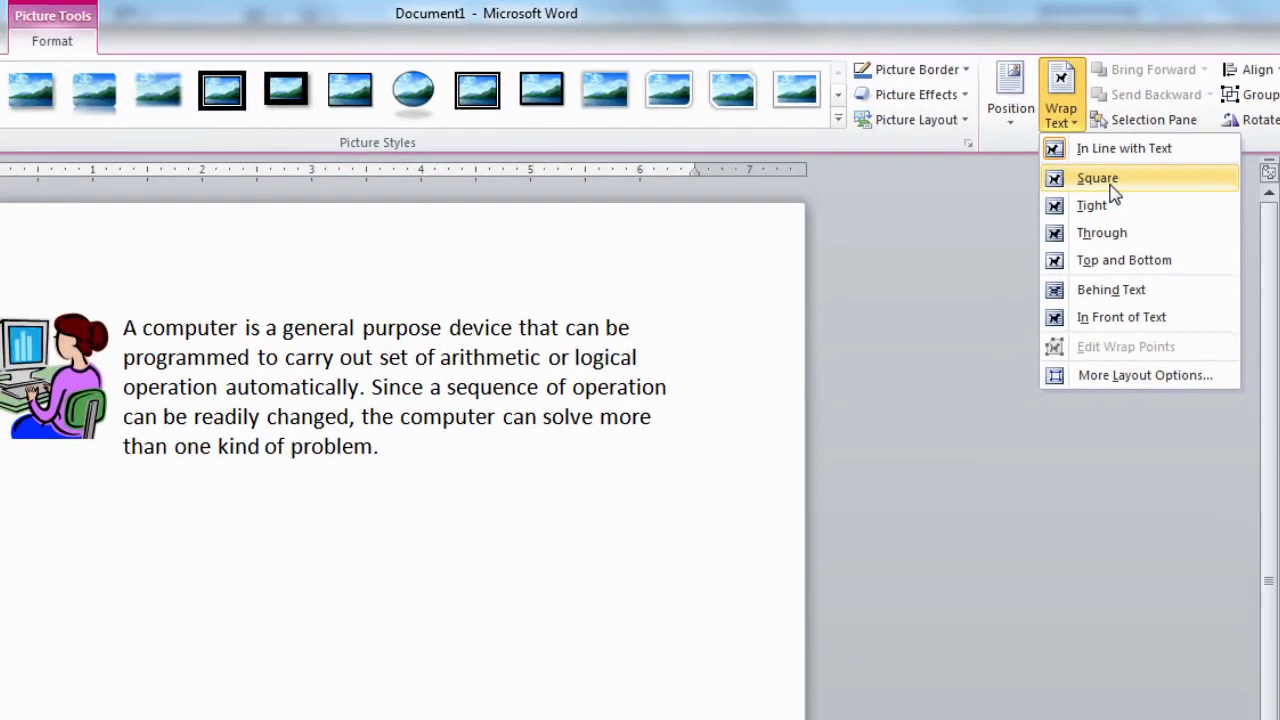 Picture Tools
Document1 - Microsoft Word
Format
Picture Border
Picture Effects
Picture Layout
Picture Styles
Position
Wrap
Text
Bring Forward
Send Backward
Selection Pane
Align
Group
Rotate
In Line with Text
Square
Tight
Through
Top and Bottom
Behind Text
In Front of Text
Edit Wrap Points
More Layout Options...
1 2 3 4 5 6 7
A computer is a general purpose device that can be
programmed to carry out set of arithmetic or logical
operation automatically. Since a sequence of operation
can be readily changed, the computer can solve more
than one kind of problem.